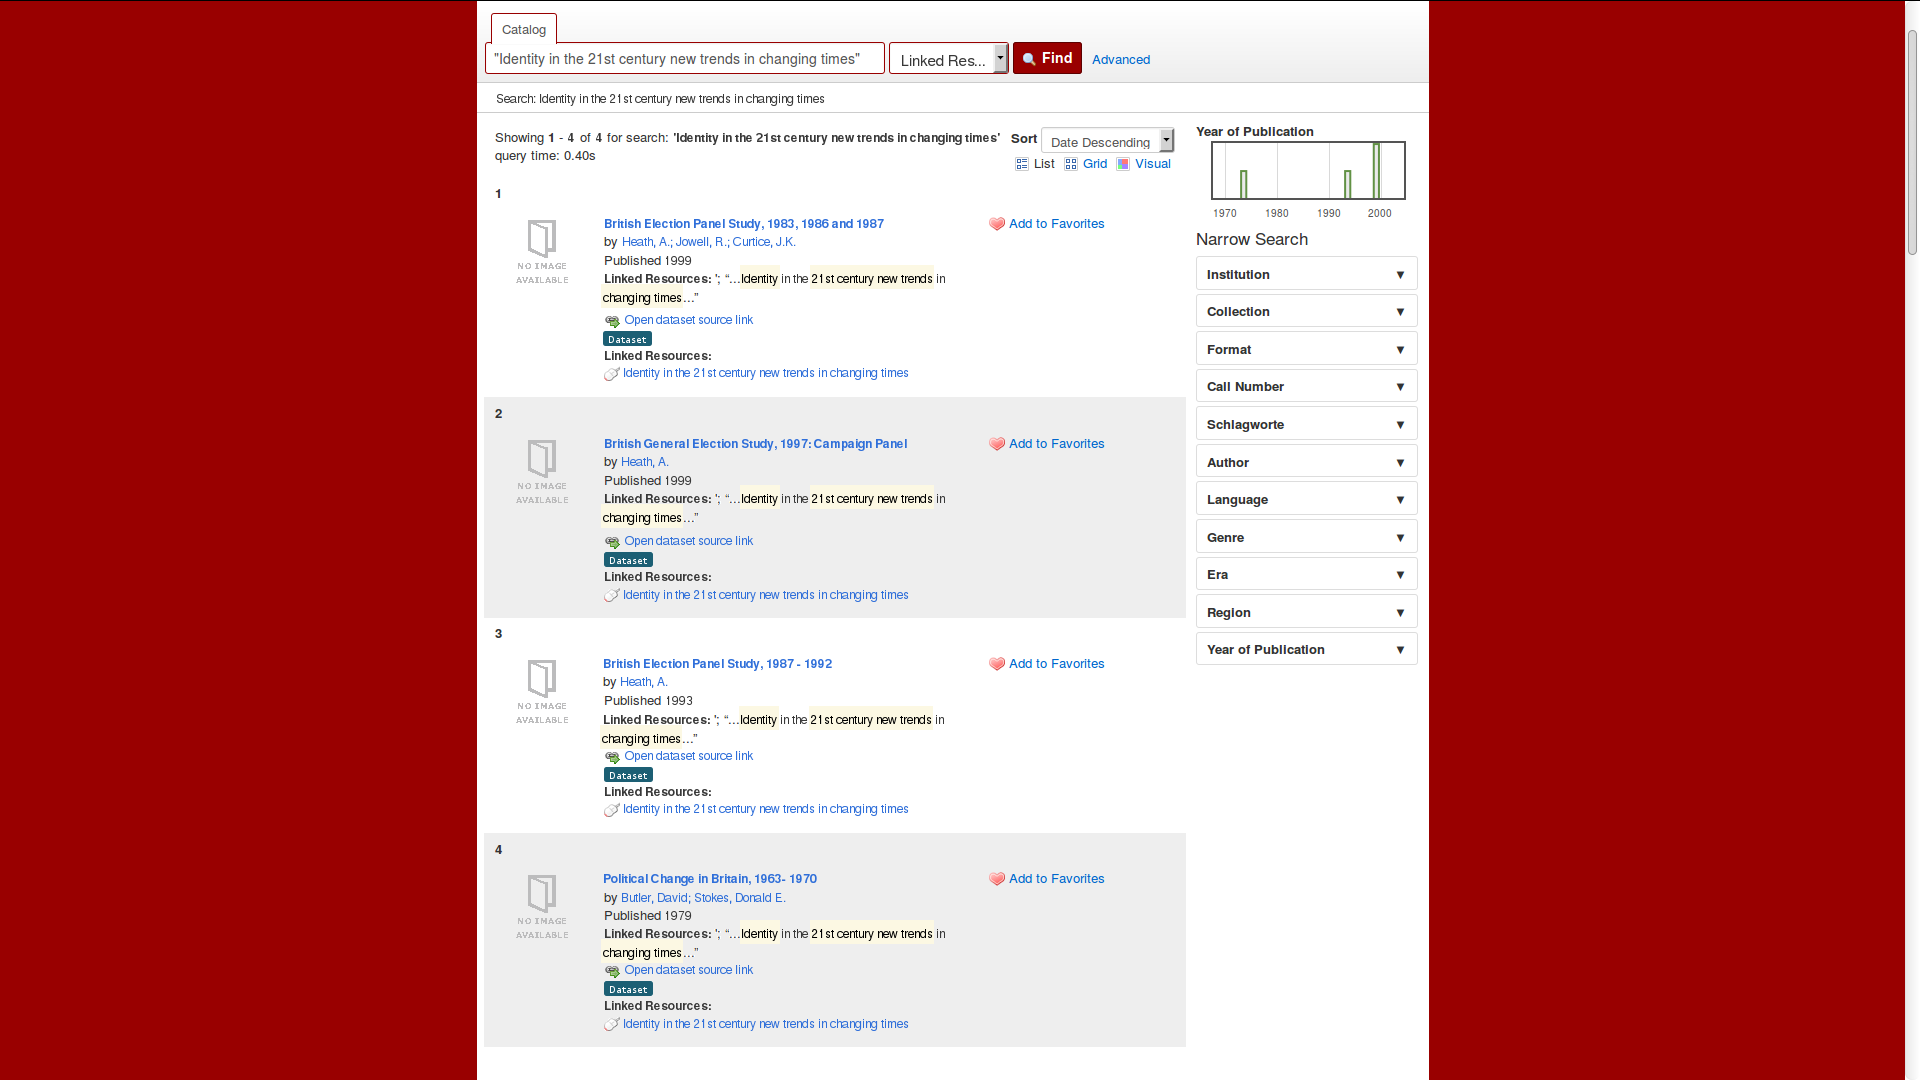 Catalog
"Identity in the 21st century new trends in changing times"
Linked Res...
Find
Advanced
Search: Identity in the 21st century new trends in changing times
Showing 1 - 4 of 4 for search: 'Identity in the 21st century new trends in changing times'
query time: 0.40s
Sort
Date Descending
List
Grid
Visual
1
NO IMAGE
AVAILABLE
British Election Panel Study, 1983, 1986 and 1987
by Heath, A.; Jowell, R.; Curtice, J.K.
Published 1999
Linked Resources: '; “…Identity in the 21st century new trends in
changing times…”
Open dataset source link
Dataset
Linked Resources:
Identity in the 21st century new trends in changing times
Add to Favorites
2
NO IMAGE
AVAILABLE
British General Election Study, 1997: Campaign Panel
by Heath, A.
Published 1999
Linked Resources: '; “…Identity in the 21st century new trends in
changing times…”
Open dataset source link
Dataset
Linked Resources:
Identity in the 21st century new trends in changing times
Add to Favorites
3
NO IMAGE
AVAILABLE
British Election Panel Study, 1987 - 1992
by Heath, A.
Published 1993
Linked Resources: '; “…Identity in the 21st century new trends in
changing times…”
Open dataset source link
Dataset
Linked Resources:
Identity in the 21st century new trends in changing times
Add to Favorites
4
NO IMAGE
AVAILABLE
Political Change in Britain, 1963- 1970
by Butler, David; Stokes, Donald E.
Published 1979
Linked Resources: '; “…Identity in the 21st century new trends in
changing times…”
Open dataset source link
Dataset
Linked Resources:
Identity in the 21st century new trends in changing times
Add to Favorites
Year of Publication
1970 1980 1990 2000
Narrow Search
Institution
Collection
Format
Call Number
Schlagworte
Author
Language
Genre
Era
Region
Year of Publication